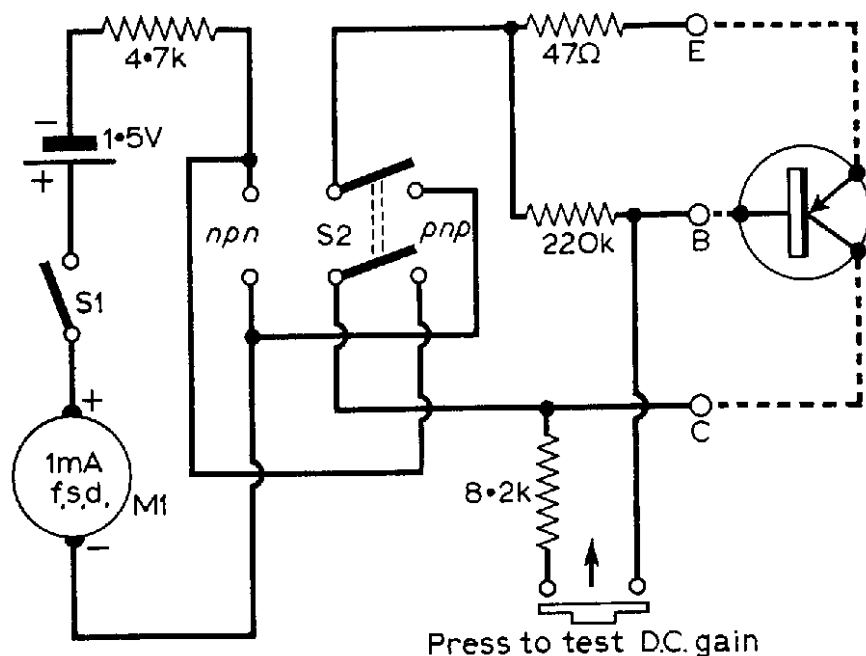 4•7k
47Ω
E
−
1•5V
+
npn
S2
pnp
220k
B
S1
+
C
1mA
f.s.d.
M1
−
8•2k
Press to test D.C. gain